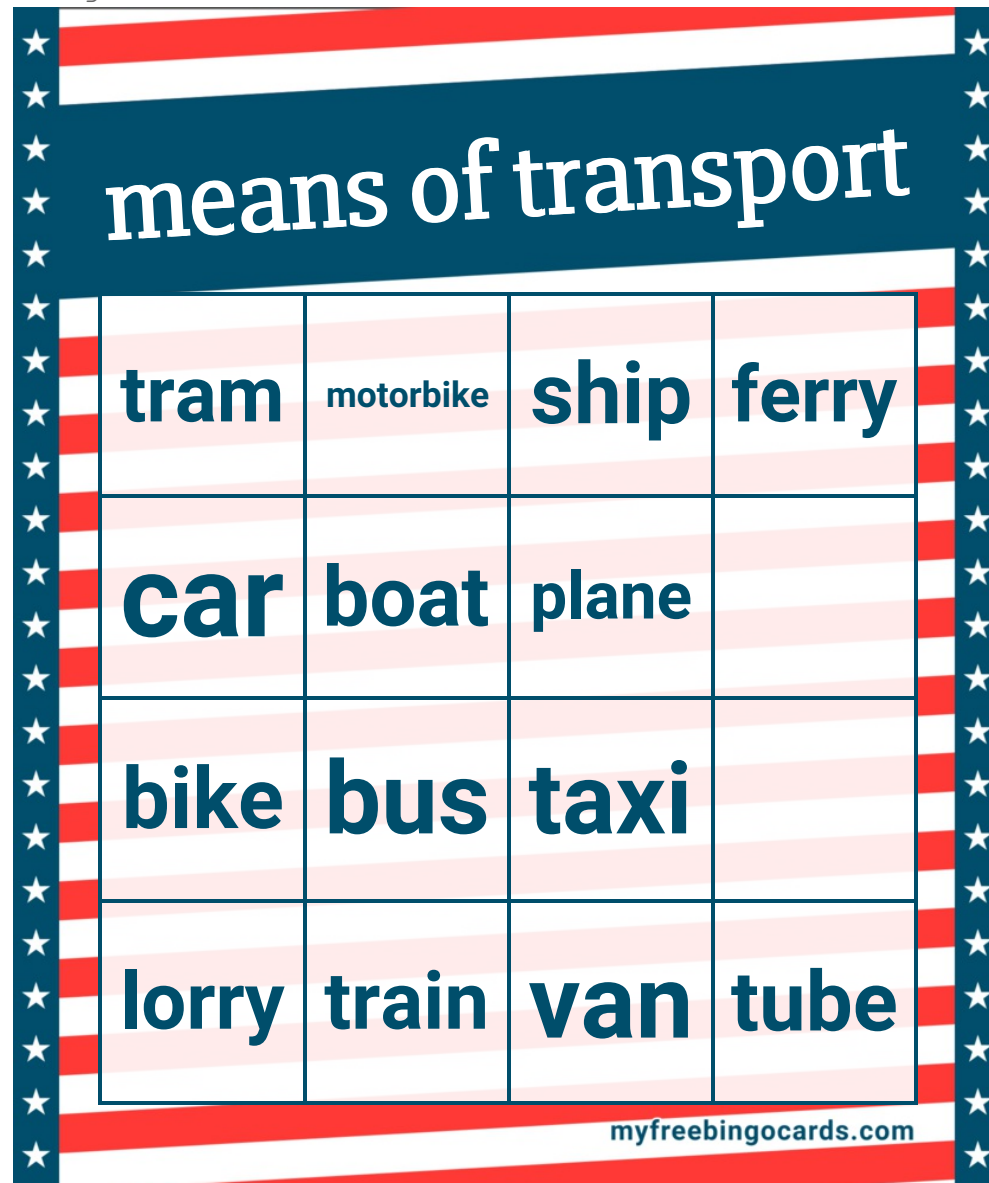 means of transport
tram motorbike ship ferry
car boat plane
bike bus taxi
lorry train van tube
myfreebingocards.com